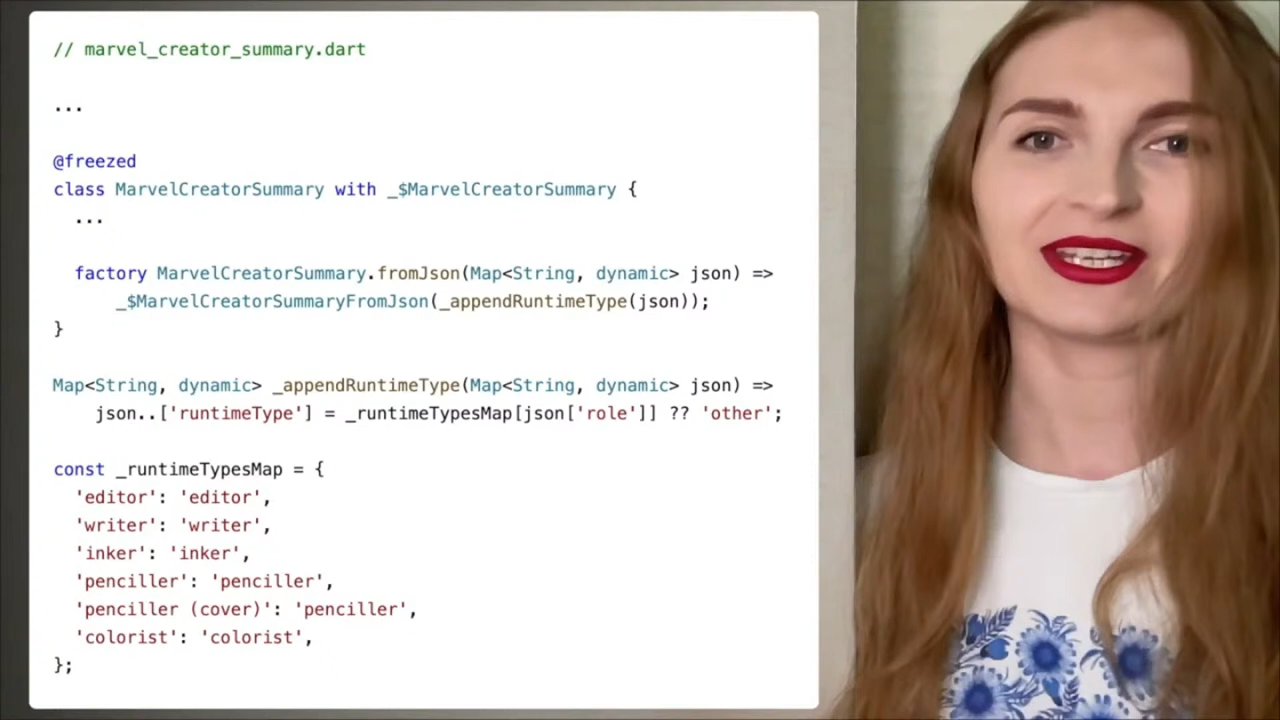 // marvel_creator_summary.dart
...
@freezed
class MarvelCreatorSummary with _$MarvelCreatorSummary {
...
factory MarvelCreatorSummary.fromJson(Map<String, dynamic> json) =>
_$MarvelCreatorSummaryFromJson(_appendRuntimeType(json));
}
Map<String, dynamic> _appendRuntimeType(Map<String, dynamic> json) =>
json..['runtimeType'] = _runtimeTypesMap[json['role']] ?? 'other';
const _runtimeTypesMap = {
'editor': 'editor',
'writer': 'writer',
'inker': 'inker',
'penciller': 'penciller',
'penciller (cover)': 'penciller',
'colorist': 'colorist',
};